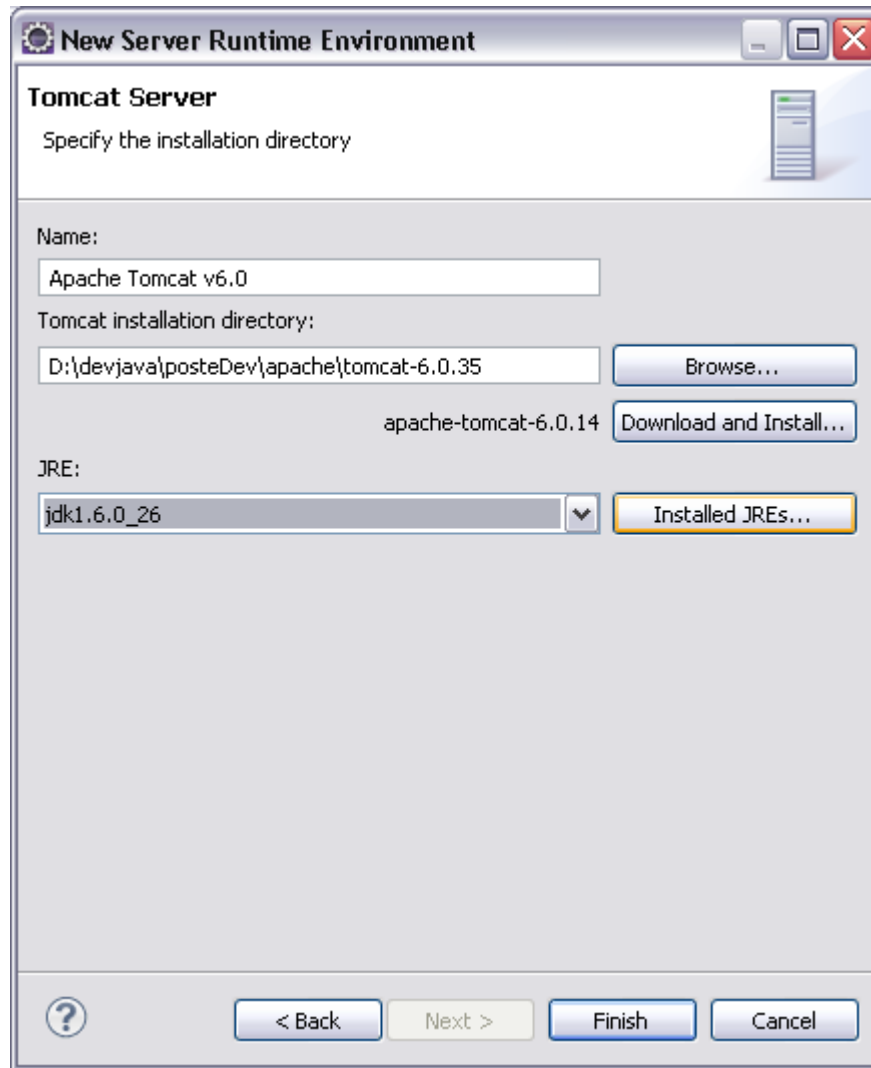 New Server Runtime Environment
Tomcat Server
Specify the installation directory
Name:
Apache Tomcat v6.0
Tomcat installation directory:
D:\devjava\posteDev\apache\tomcat-6.0.35
Browse...
apache-tomcat-6.0.14
Download and Install...
JRE:
jdk1.6.0_26
Installed JREs...
?
< Back
Next >
Finish
Cancel